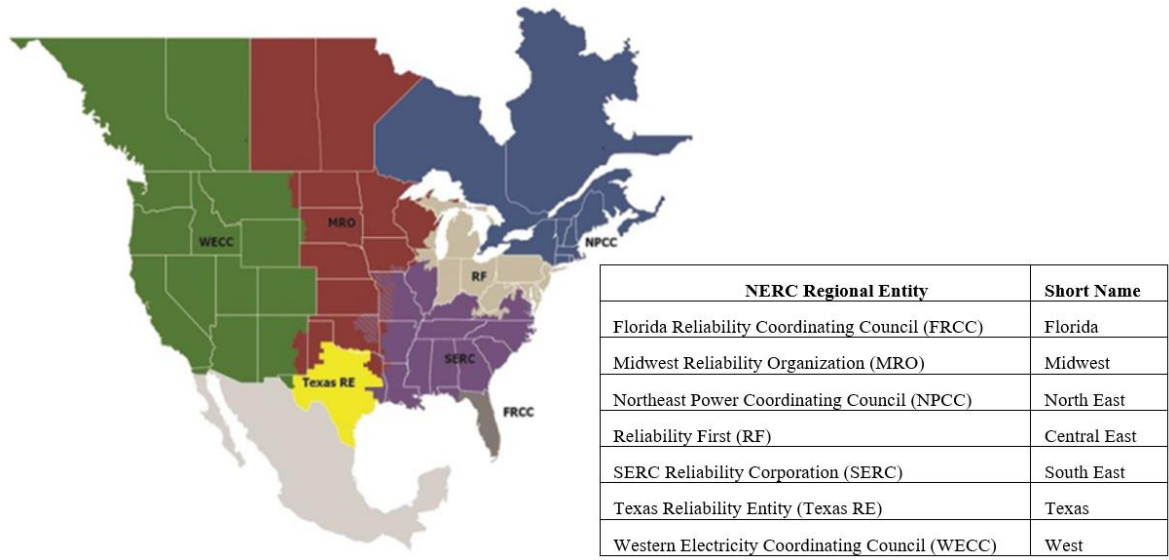 WECC
MRO
NPCC
RF
SERC
Texas RE
FRCC
NERC Regional Entity Short Name
Florida Reliability Coordinating Council (FRCC) Florida
Midwest Reliability Organization (MRO) Midwest
Northeast Power Coordinating Council (NPCC) North East
Reliability First (RF) Central East
SERC Reliability Corporation (SERC) South East
Texas Reliability Entity (Texas RE) Texas
Western Electricity Coordinating Council (WECC) West